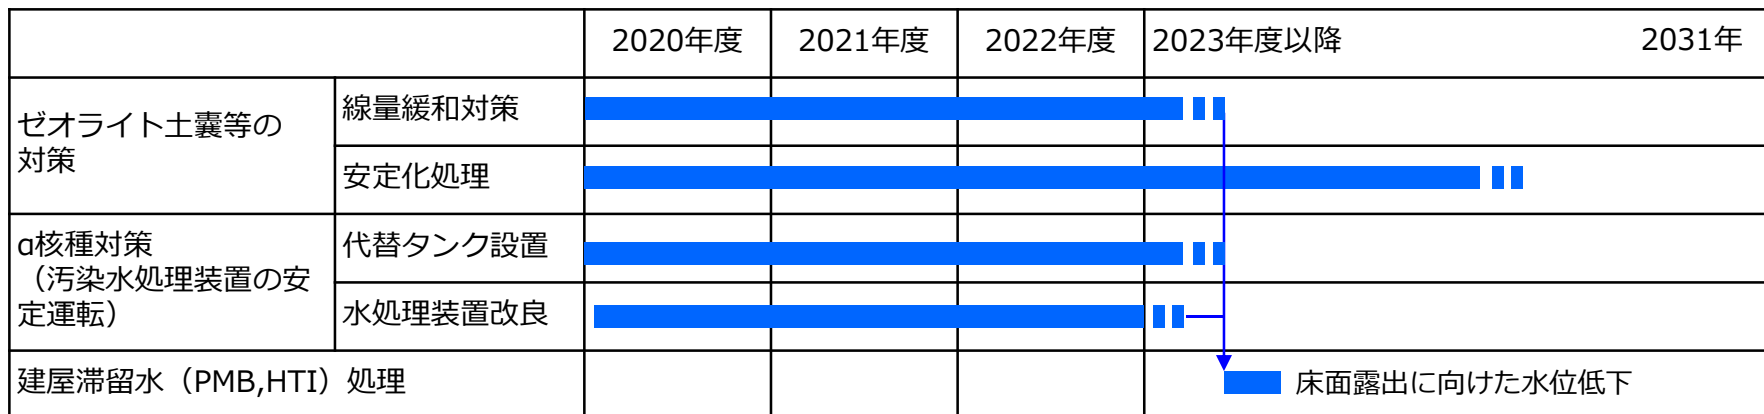 2020年度 2021年度 2022年度 2023年度以降 2031年
ゼオライト土嚢等の
対策
線量緩和対策
安定化処理
α核種対策
（汚染水処理装置の安
定運転）
代替タンク設置
水処理装置改良
建屋滞留水（PMB,HTI）処理
床面露出に向けた水位低下